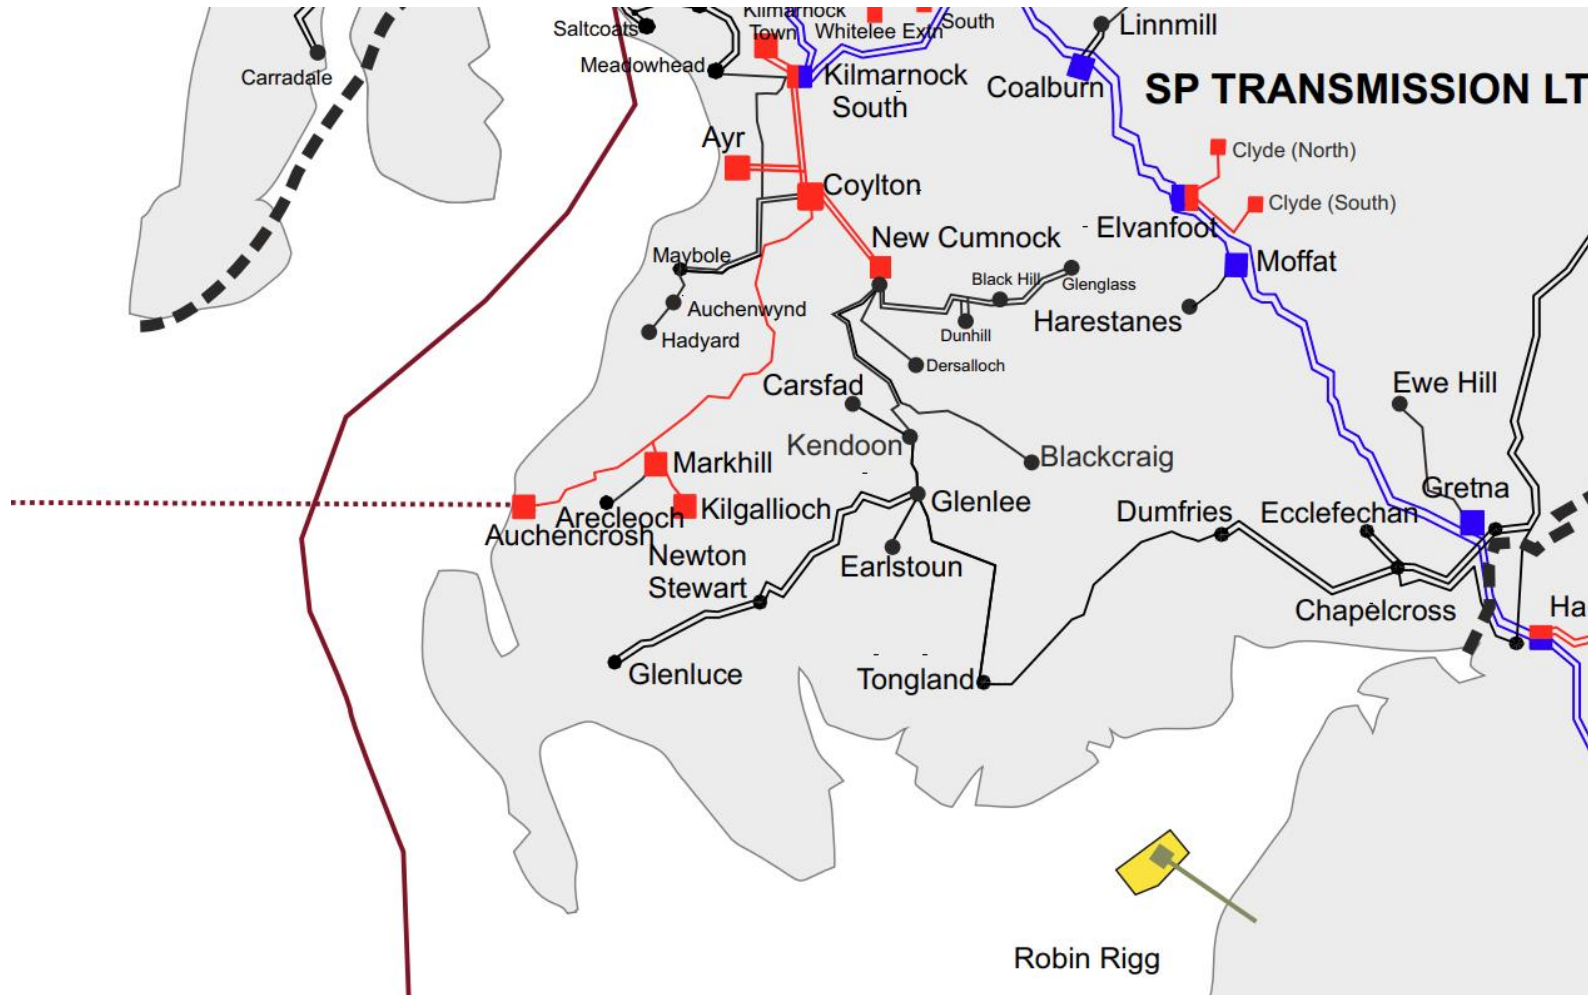 Kilmarnock
Town
Whitelee Extn
South
Saltcoats
Linnmill
Carradale
Meadowhead
Kilmarnock
South
Coalburn
SP TRANSMISSION LT
Ayr
Clyde (North)
Coylton
Clyde (South)
New Cumnock
Elvanfoot
Maybole
Moffat
Black Hill
Glenglass
Auchenwynd
Harestanes
Hadyard
Dunhill
Dersalloch
Carsfad
Ewe Hill
Kendoon
Blackcraig
Markhill
Gretna
Glenlee
Kilgallioch
Arecleoch
Dumfries
Ecclefechan
Auchencrosh
Newton
Stewart
Earlstoun
Chapelcross
Ha
Glenluce
Tongland
Robin Rigg